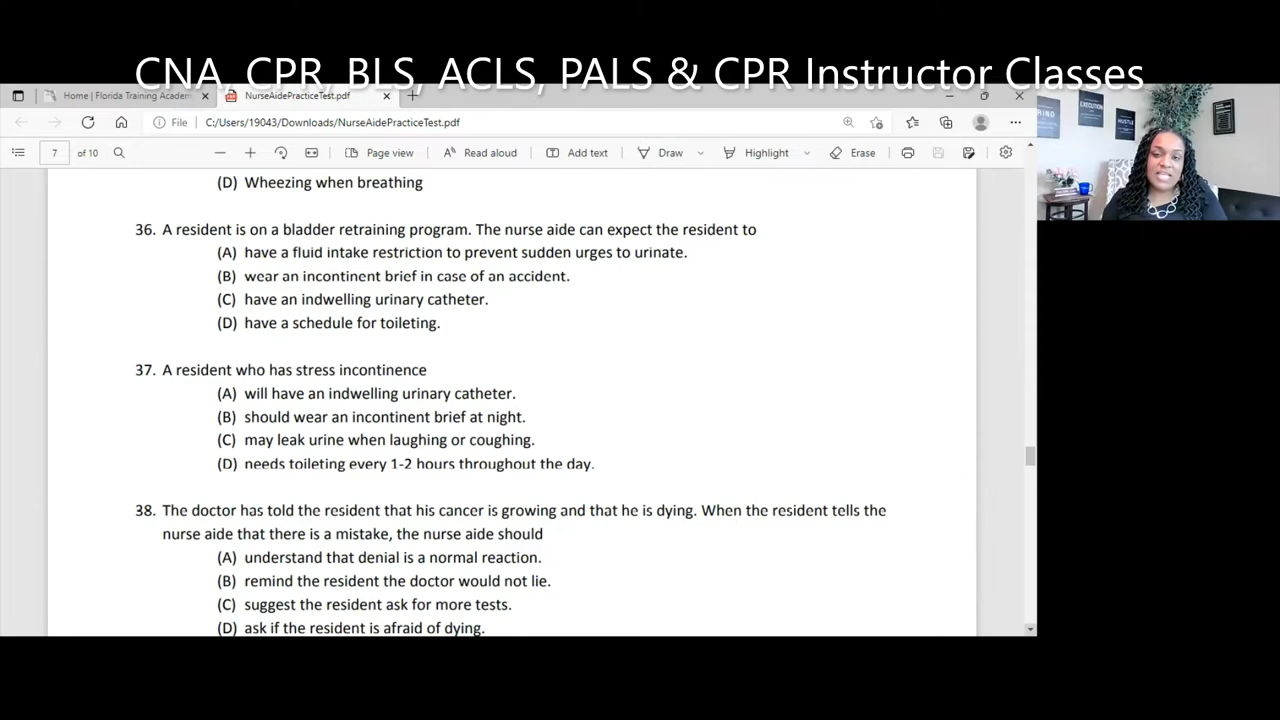 CNA, CPR, BLS, ACLS, PALS & CPR Instructor Classes
Home | Florida Training Academ
NurseAidePracticeTest.pdf
File C:/Users/19043/Downloads/NurseAidePracticeTest.pdf
7 of 10 Page view Read aloud Add text Draw Highlight Erase
(D) Wheezing when breathing
36. A resident is on a bladder retraining program. The nurse aide can expect the resident to
(A) have a fluid intake restriction to prevent sudden urges to urinate.
(B) wear an incontinent brief in case of an accident.
(C) have an indwelling urinary catheter.
(D) have a schedule for toileting.
37. A resident who has stress incontinence
(A) will have an indwelling urinary catheter.
(B) should wear an incontinent brief at night.
(C) may leak urine when laughing or coughing.
(D) needs toileting every 1-2 hours throughout the day.
38. The doctor has told the resident that his cancer is growing and that he is dying. When the resident tells the
nurse aide that there is a mistake, the nurse aide should
(A) understand that denial is a normal reaction.
(B) remind the resident the doctor would not lie.
(C) suggest the resident ask for more tests.
(D) ask if the resident is afraid of dying.
EXECUTION
HUSTLE